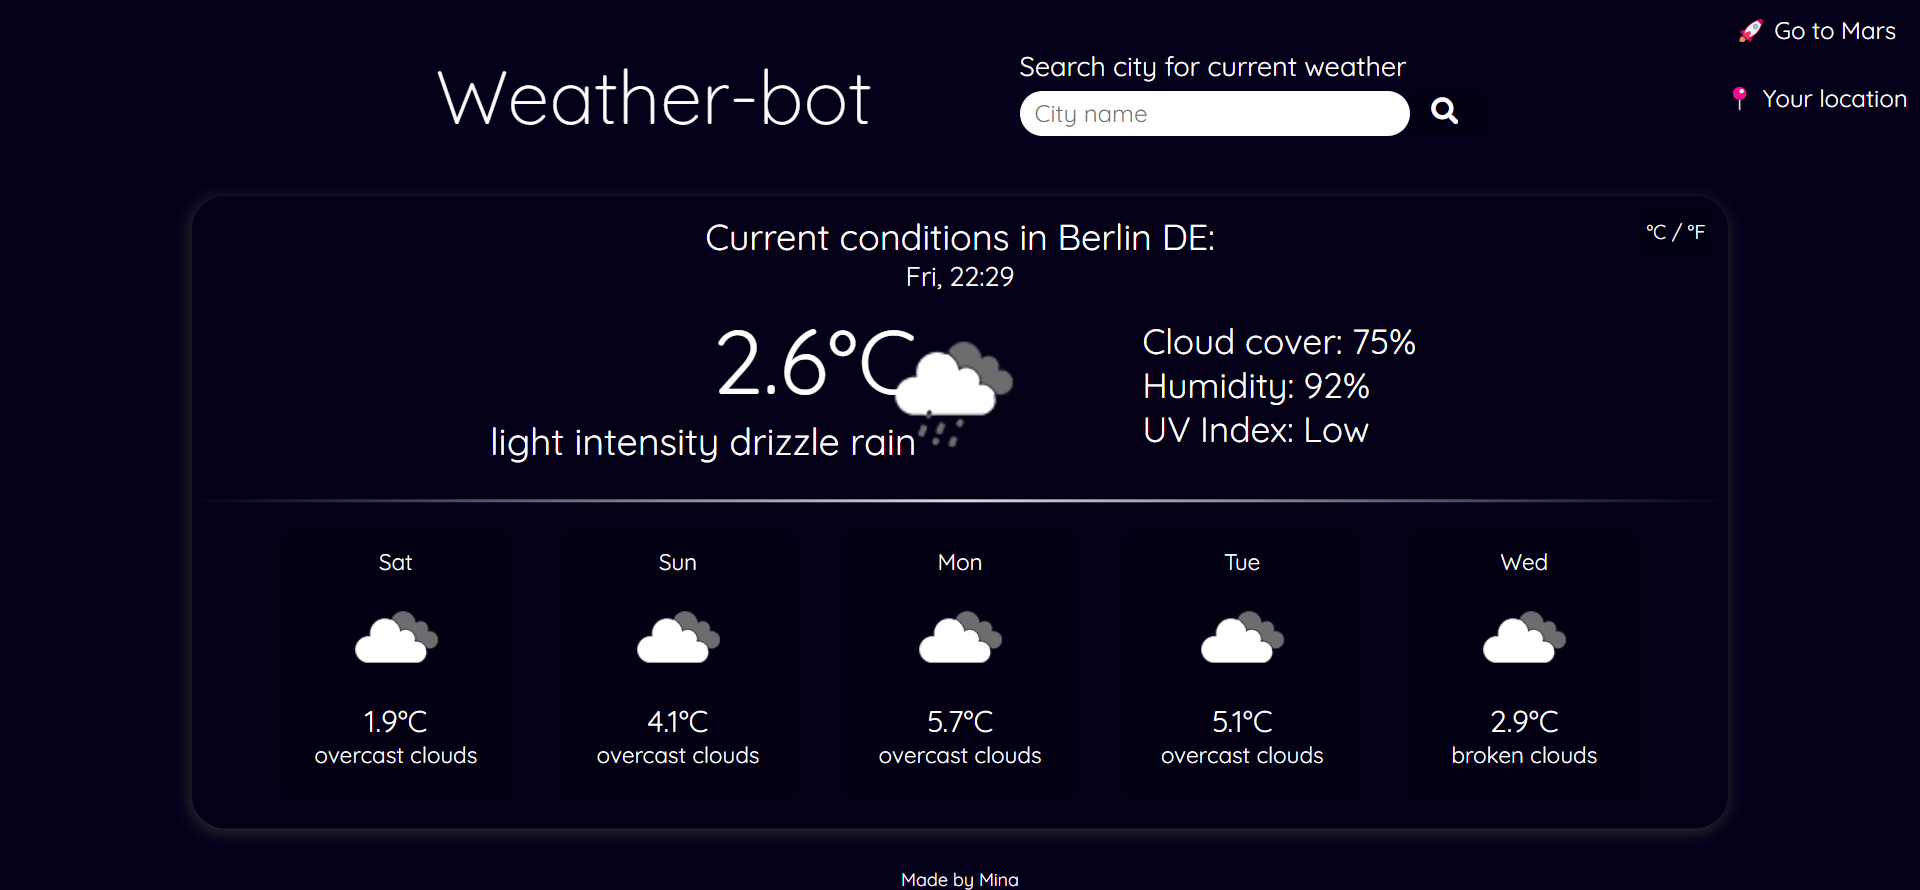 🚀 Go to Mars
Weather-bot
Search city for current weather
City name
📍 Your location
Current conditions in Berlin DE:
°C / °F
Fri, 22:29
2.6°C
light intensity drizzle rain
Cloud cover: 75%
Humidity: 92%
UV Index: Low
Sat
1.9°C
overcast clouds
Sun
4.1°C
overcast clouds
Mon
5.7°C
overcast clouds
Tue
5.1°C
overcast clouds
Wed
2.9°C
broken clouds
Made by Mina